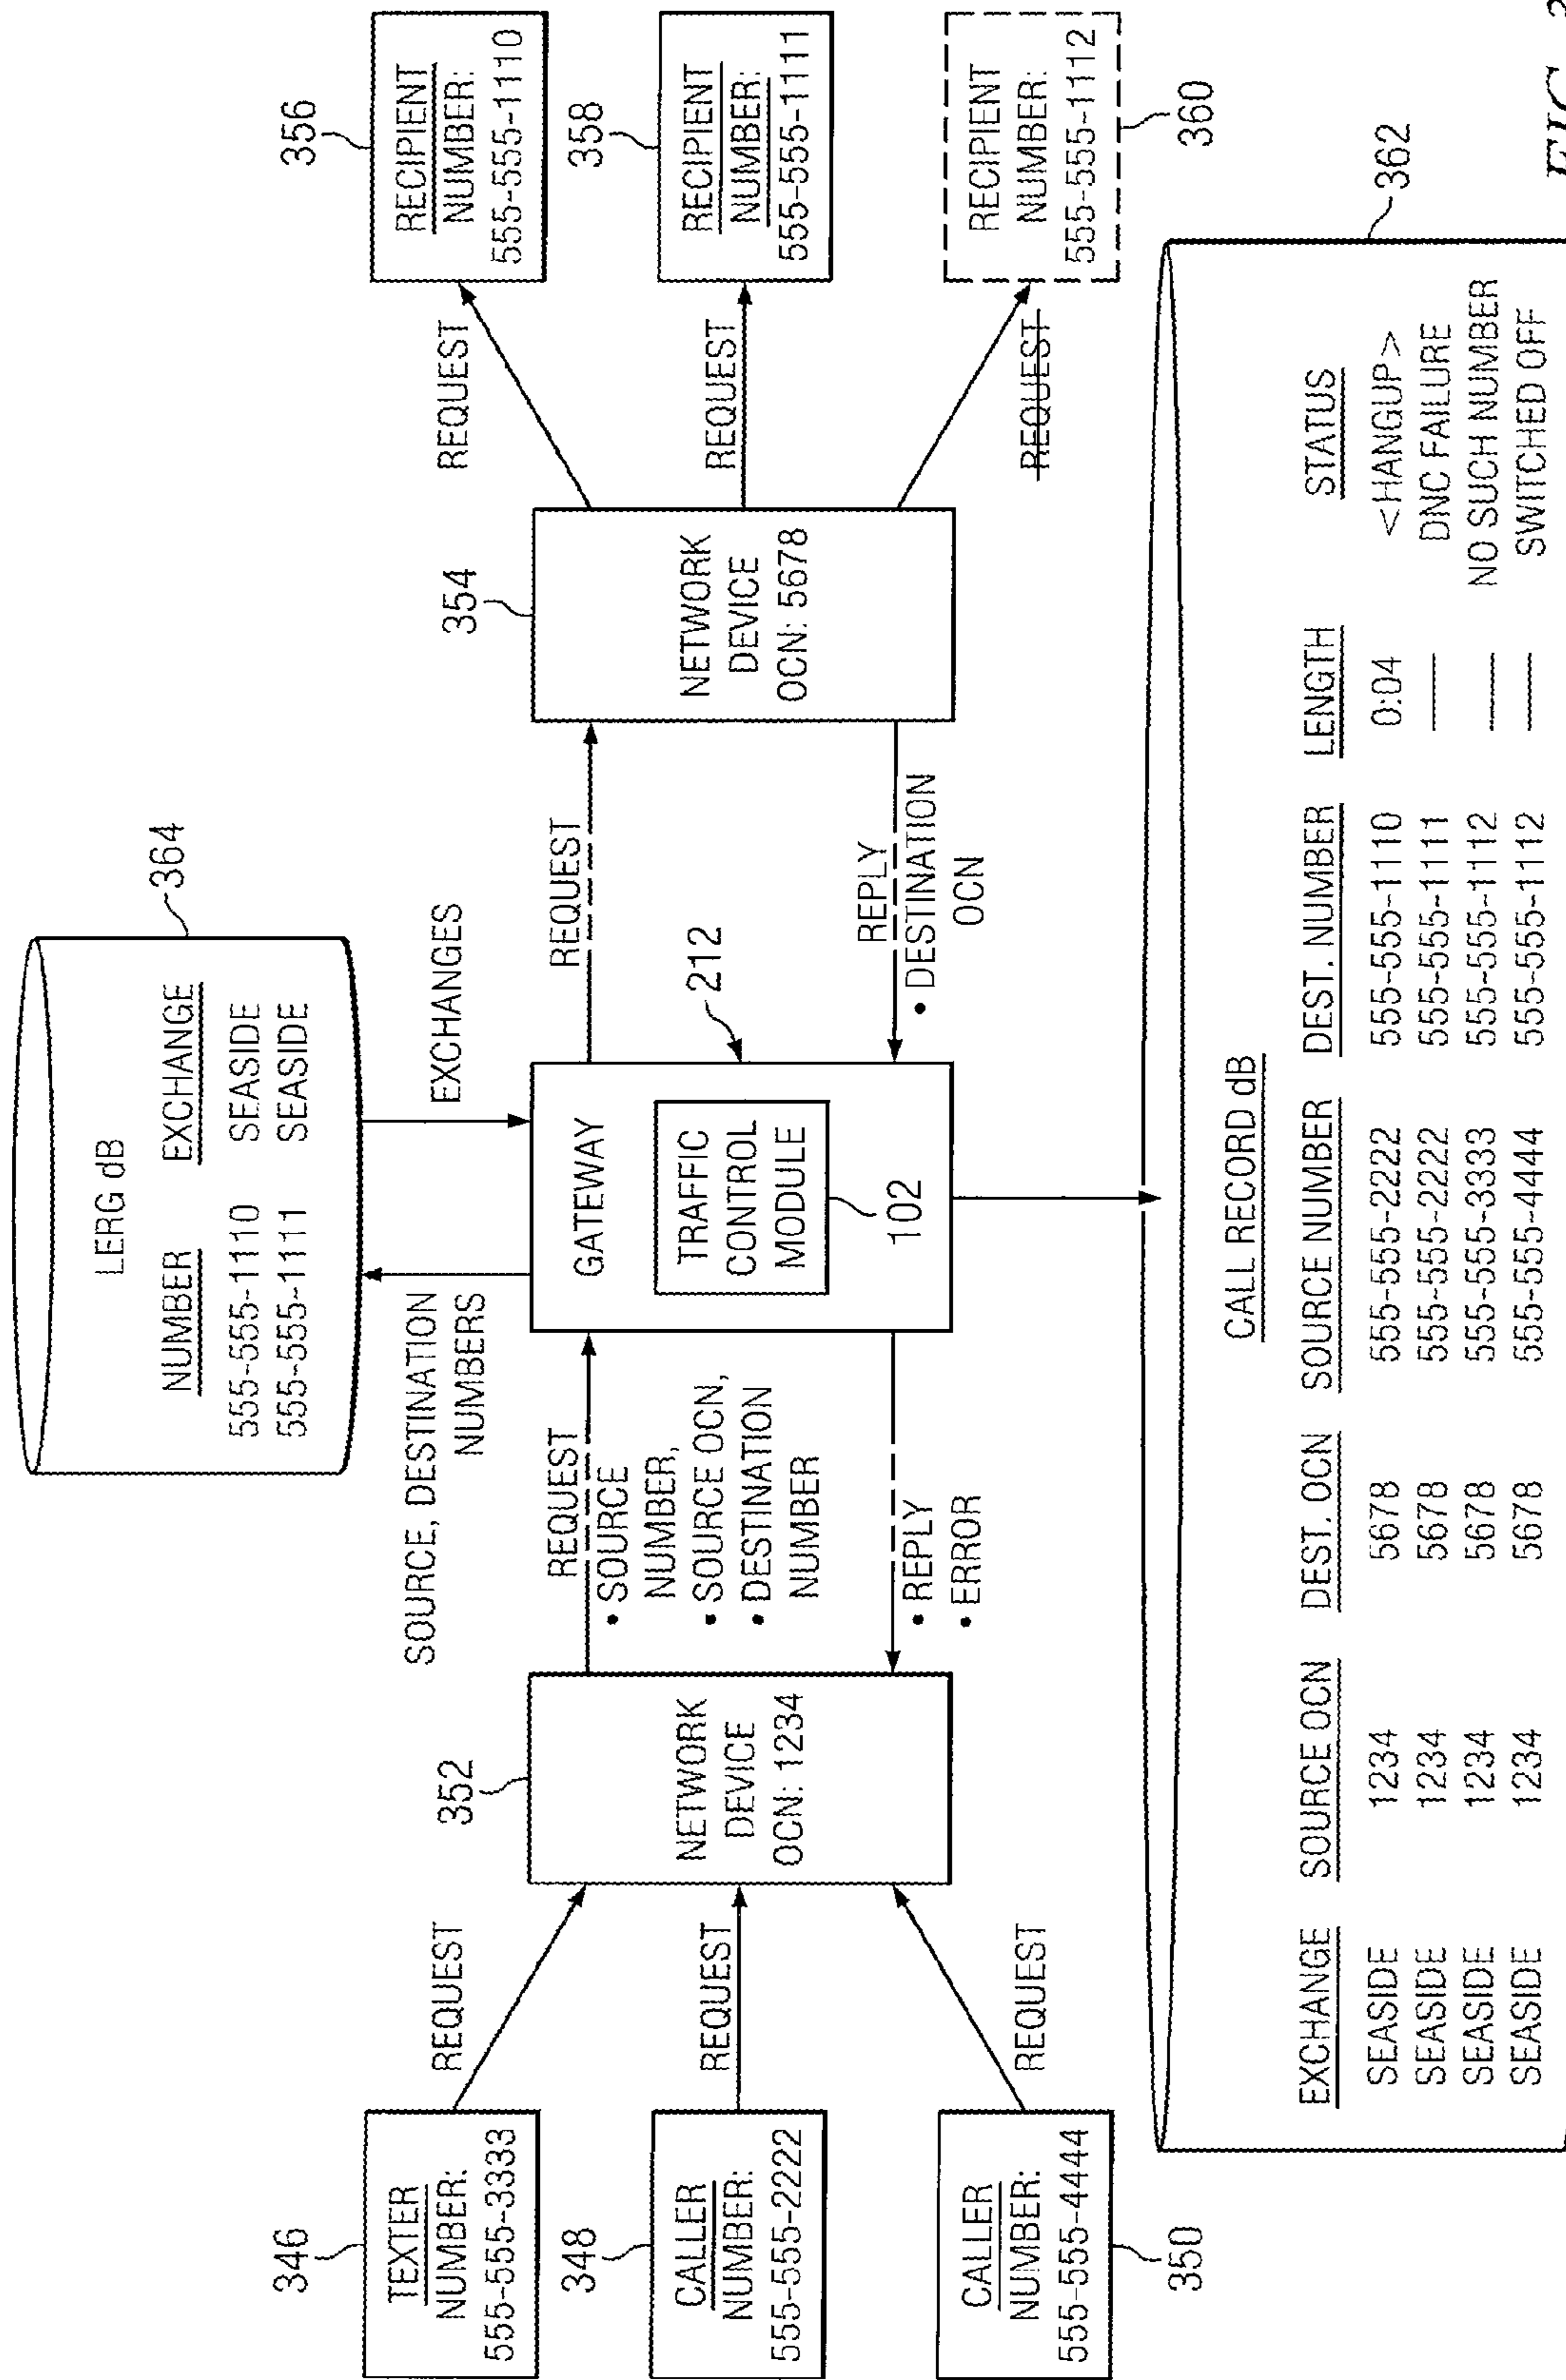 LERG dB
NUMBER EXCHANGE
555-555-1110 SEASIDE
555-555-1111 SEASIDE
364
SOURCE, DESTINATION
NUMBERS
EXCHANGES
346
TEXTER
NUMBER:
555-555-3333
348
CALLER
NUMBER:
555-555-2222
CALLER
NUMBER:
555-555-4444
350
REQUEST
REQUEST
REQUEST
352
NETWORK
DEVICE
OCN: 1234
REQUEST
• SOURCE
NUMBER,
• SOURCE OCN,
• DESTINATION
NUMBER
• REPLY
• ERROR
GATEWAY
212
TRAFFIC
CONTROL
MODULE
102
REQUEST
REPLY
• DESTINATION
OCN
354
NETWORK
DEVICE
OCN: 5678
REQUEST
REQUEST
REQUEST
356
RECIPIENT
NUMBER:
555-555-1110
358
RECIPIENT
NUMBER:
555-555-1111
RECIPIENT
NUMBER:
555-555-1112
360
362
CALL RECORD dB
EXCHANGE SOURCE OCN DEST. OCN SOURCE NUMBER DEST. NUMBER LENGTH STATUS
SEASIDE 1234 5678 555-555-2222 555-555-1110 0:04 <HANGUP>
SEASIDE 1234 5678 555-555-2222 555-555-1111 — DNC FAILURE
SEASIDE 1234 5678 555-555-3333 555-555-1112 — NO SUCH NUMBER
SEASIDE 1234 5678 555-555-4444 555-555-1112 — SWITCHED OFF
FIG.